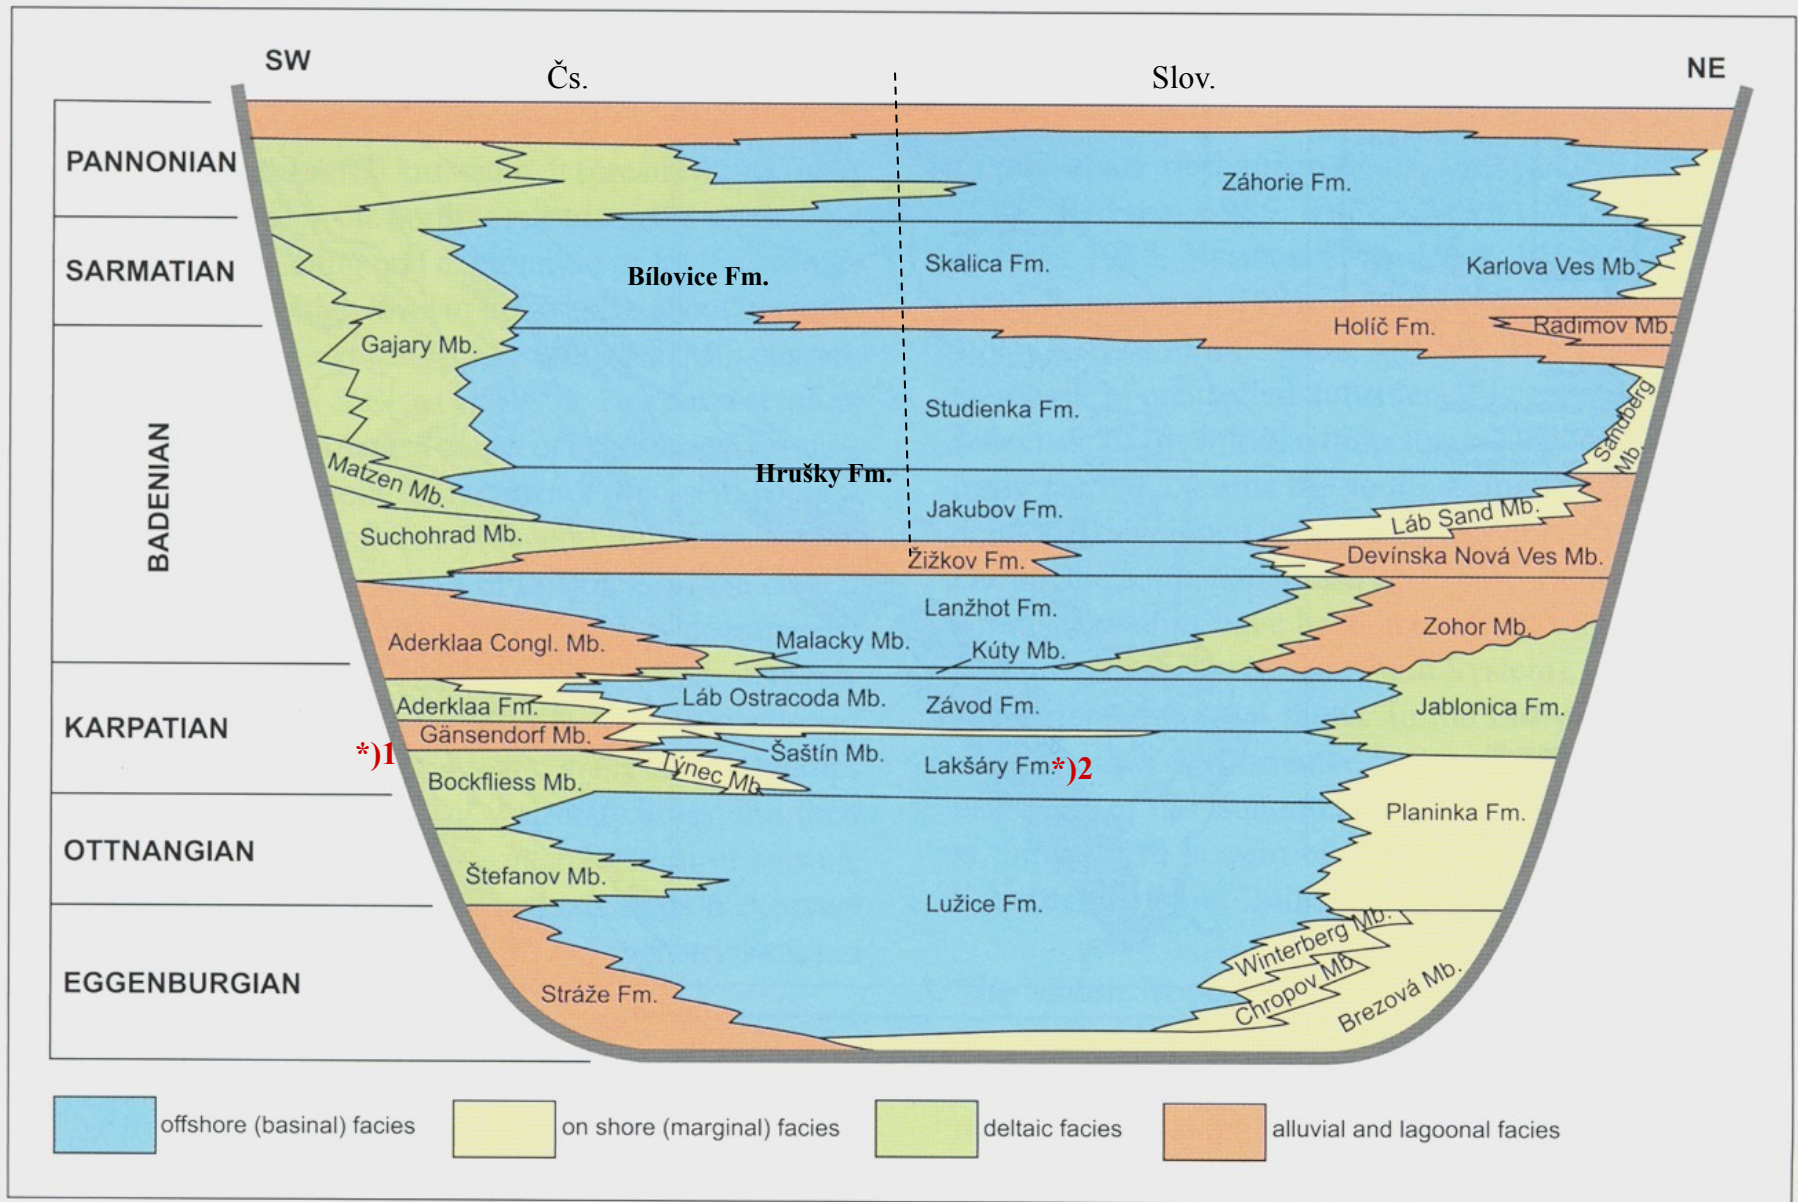 SW
Čs.
Slov.
NE
PANNONIAN
Záhorie Fm.
SARMATIAN
Bílovice Fm.
Skalica Fm.
Karlova Ves Mb.
Gajary Mb.
Holíč Fm.
Radimov Mb.
BADENIAN
Studienka Fm.
Sandberg
Mb.
Matzen Mb.
Hrušky Fm.
Jakubov Fm.
Láb Sand Mb.
Suchohrad Mb.
Žižkov Fm.
Devínska Nová Ves Mb.
Lanžhot Fm.
Aderklaa Congl. Mb.
Malacky Mb.
Kúty Mb.
Zohor Mb.
KARPATIAN
Aderklaa Fm.
Láb Ostracoda Mb.
Závod Fm.
Jablonica Fm.
*)1
Gänsendorf Mb.
Šaštín Mb.
Týnec Mb.
Lakšáry Fm.*)2
Bockfliess Mb.
Planinka Fm.
OTTNANGIAN
Štefanov Mb.
Lužice Fm.
Winterberg Mb.
EGGENBURGIAN
Stráže Fm.
Chropov Mb
Brezová Mb.
offshore (basinal) facies
on shore (marginal) facies
deltaic facies
alluvial and lagoonal facies